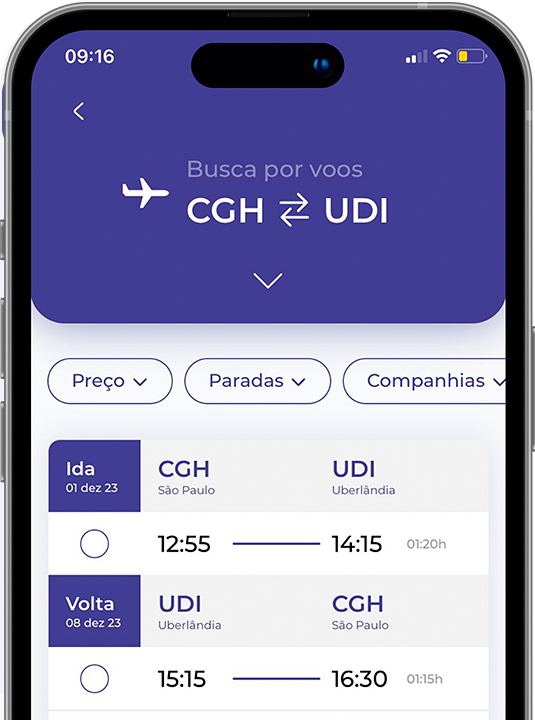 09:16
Busca por voos
CGH UDI
Preço Paradas Companhias
Ida CGH UDI
01 dez 23 São Paulo Uberlândia
12:55 14:15 01:20h
Volta UDI CGH
08 dez 23 Uberlândia São Paulo
15:15 16:30 01:15h